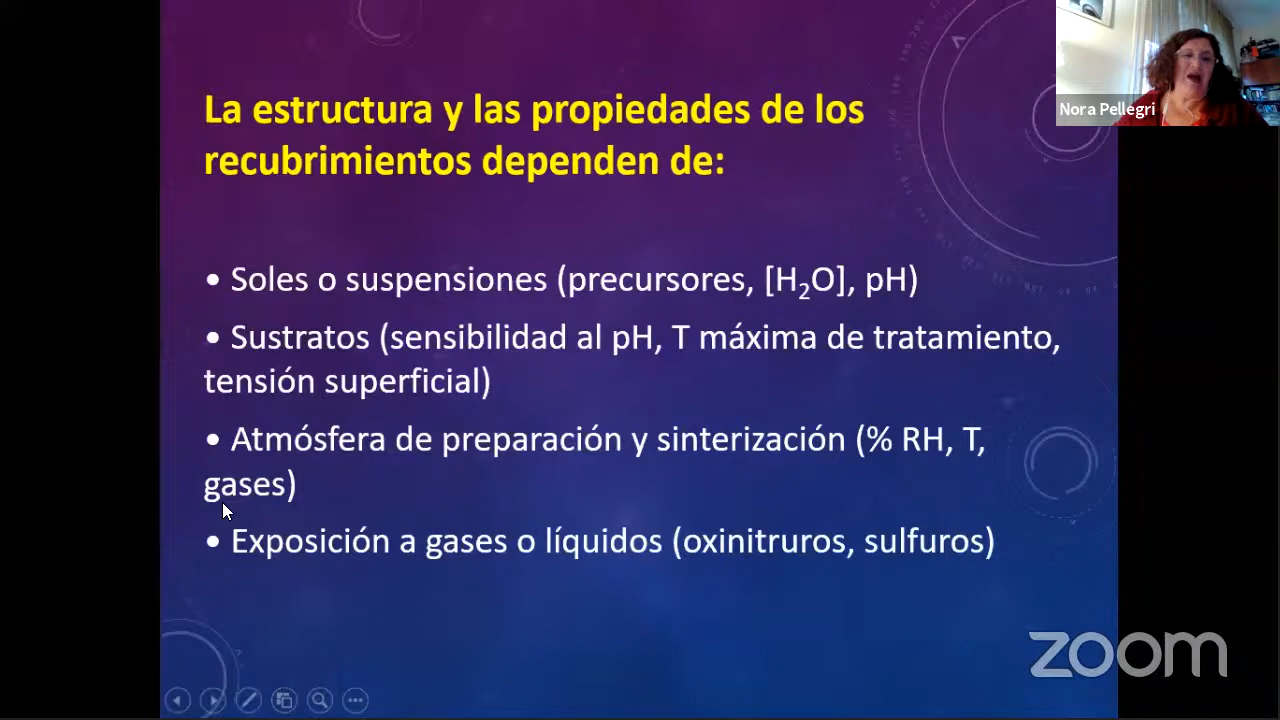 La estructura y las propiedades de los
recubrimientos dependen de:
Nora Pellegri
• Soles o suspensiones (precursores, [H₂O], pH)
• Sustratos (sensibilidad al pH, T máxima de tratamiento,
tensión superficial)
• Atmósfera de preparación y sinterización (% RH, T,
gases)
• Exposición a gases o líquidos (oxinitruros, sulfuros)
zoom